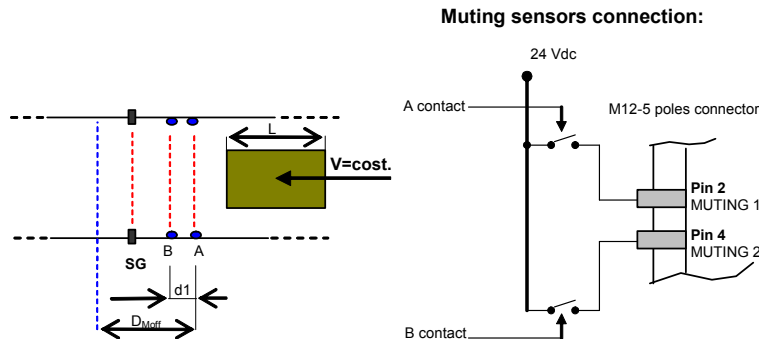 Muting sensors connection:
24 Vdc
A contact
M12-5 poles connector
L
V=cost.
Pin 2
MUTING 1
Pin 4
MUTING 2
B A
SG
d1
DMoff
B contact